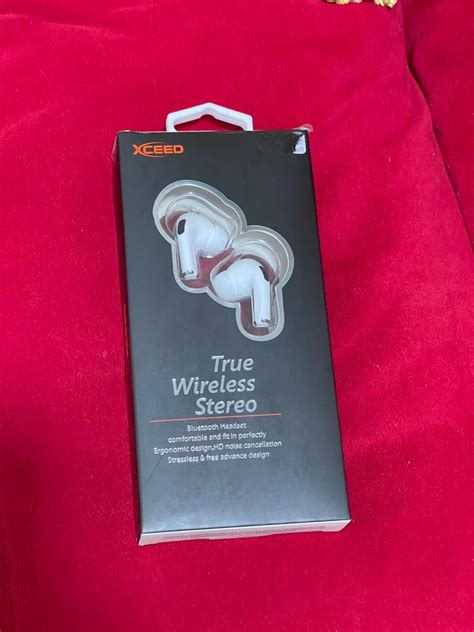 XCEED
True
Wireless
Stereo
Bluetooth Headset
comfortable and fit in perfectly
Ergonomic design,HD noise cancellation
Stressless & free advance design